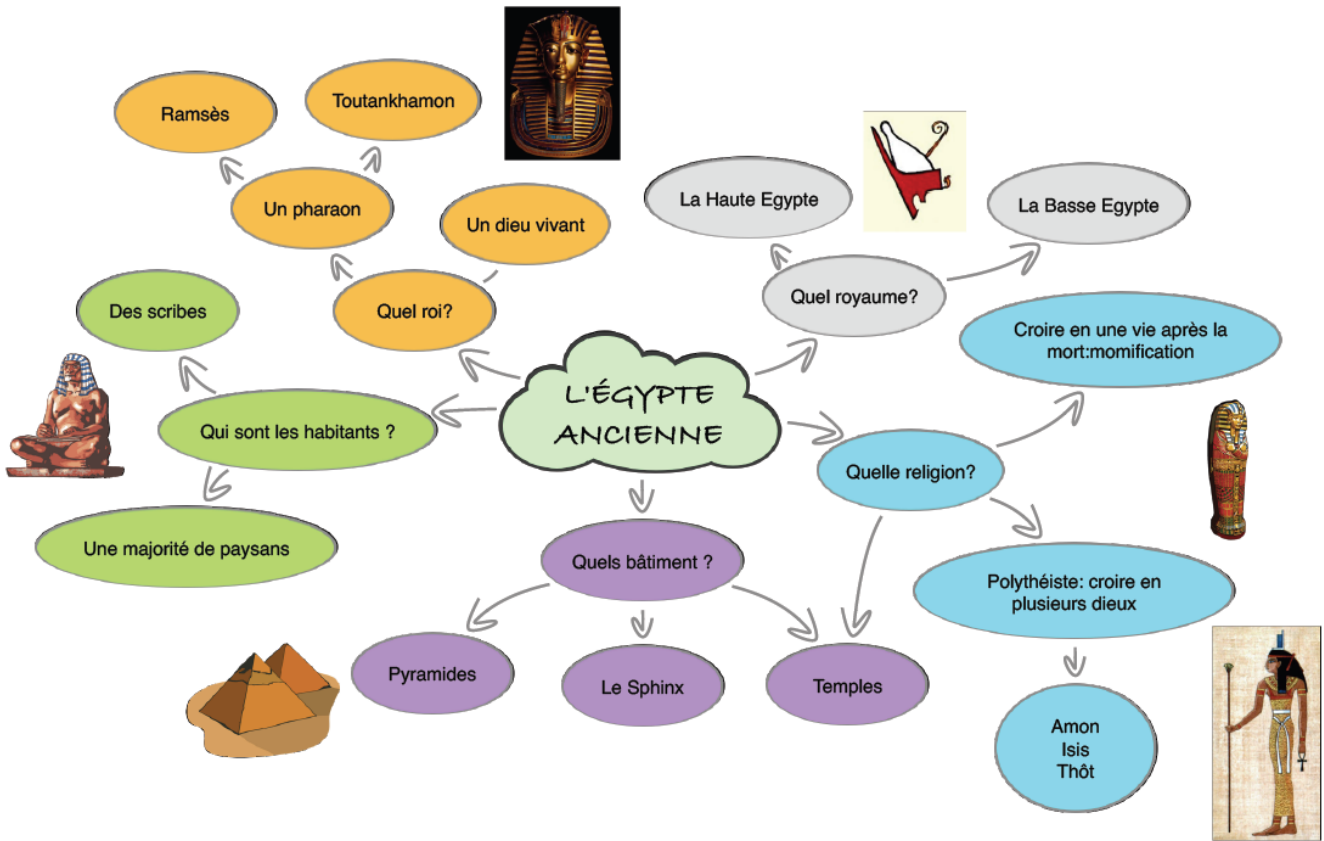 Ramsès
Toutankhamon
Un pharaon
Un dieu vivant
Quel roi?
La Haute Egypte
La Basse Egypte
Quel royaume?
Des scribes
Qui sont les habitants ?
Une majorité de paysans
L'ÉGYPTE
ANCIENNE
Croire en une vie après la
mort:momification
Quelle religion?
Polythéiste: croire en
plusieurs dieux
Amon
Isis
Thôt
Quels bâtiment ?
Pyramides
Le Sphinx
Temples